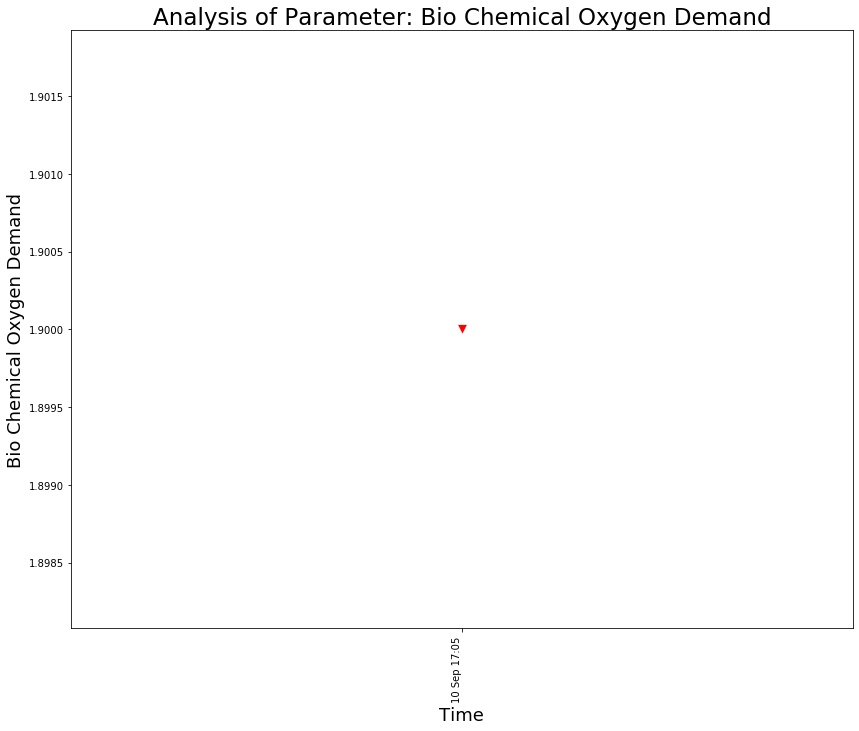 Analysis of Parameter: Bio Chemical Oxygen Demand
Bio Chemical Oxygen Demand
1.9015
1.9010
1.9005
1.9000
1.8995
1.8990
1.8985
10 Sep 17:05
Time